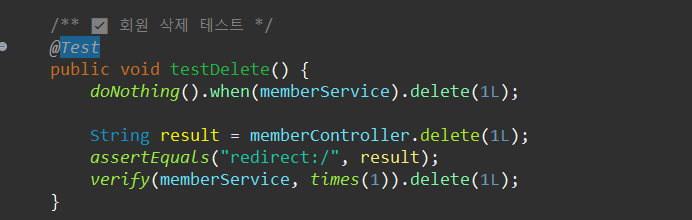 /** ✅ 회원 삭제 테스트 */
@Test
public void testDelete() {
doNothing().when(memberService).delete(1L);
String result = memberController.delete(1L);
assertEquals("redirect:/", result);
verify(memberService, times(1)).delete(1L);
}